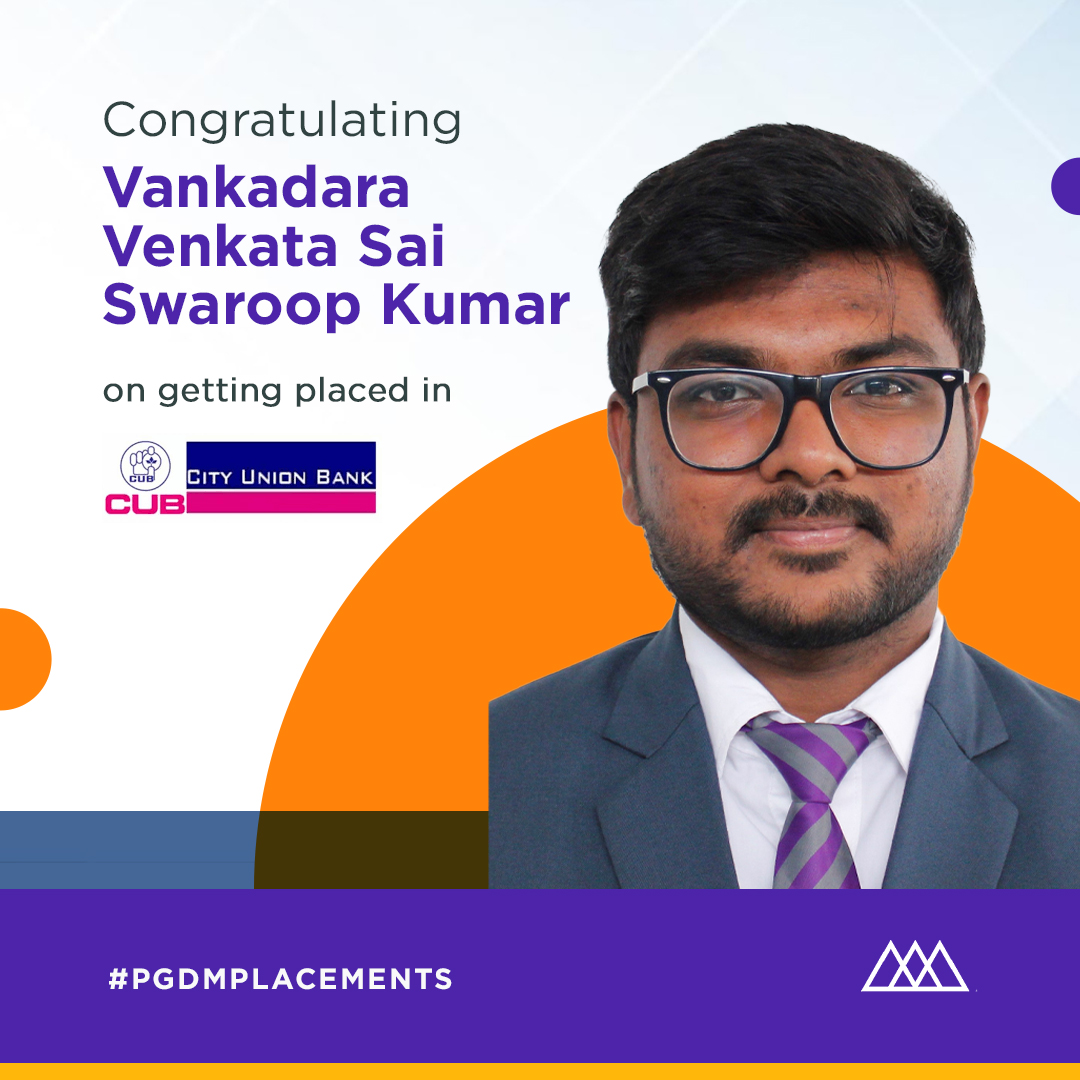 Congratulating
Vankadara
Venkata Sai
Swaroop Kumar
on getting placed in
CUB
CITY UNION BANK
CUB
#PGDMPLACEMENTS